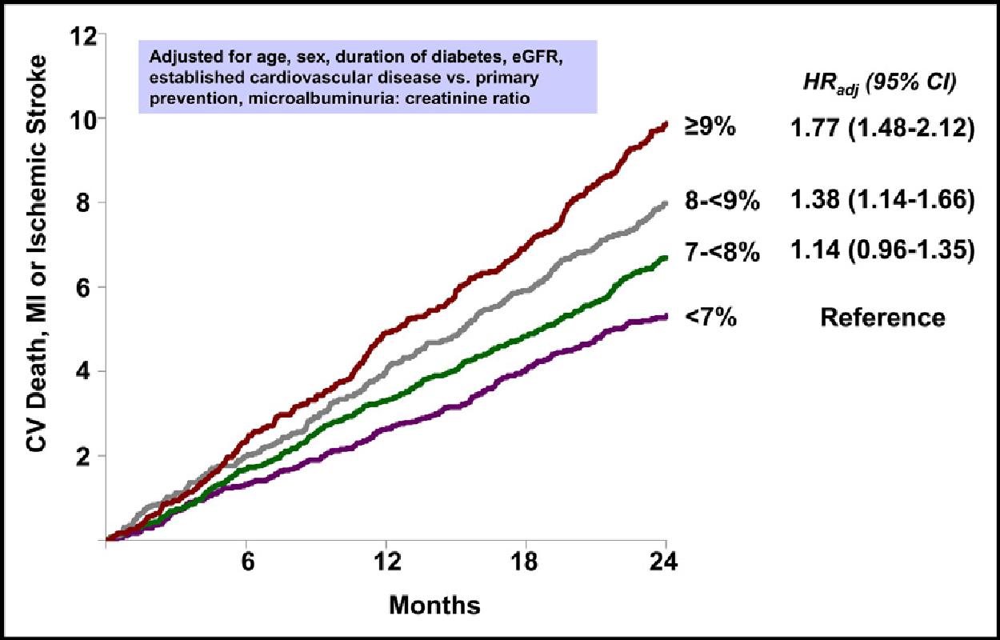 12
10
8
6
4
2
CV Death, MI or Ischemic Stroke
Adjusted for age, sex, duration of diabetes, eGFR,
established cardiovascular disease vs. primary
prevention, microalbuminuria: creatinine ratio
HRadj (95% CI)
≥9% 1.77 (1.48-2.12)
8-<9% 1.38 (1.14-1.66)
7-<8% 1.14 (0.96-1.35)
<7% Reference
6 12 18 24
Months